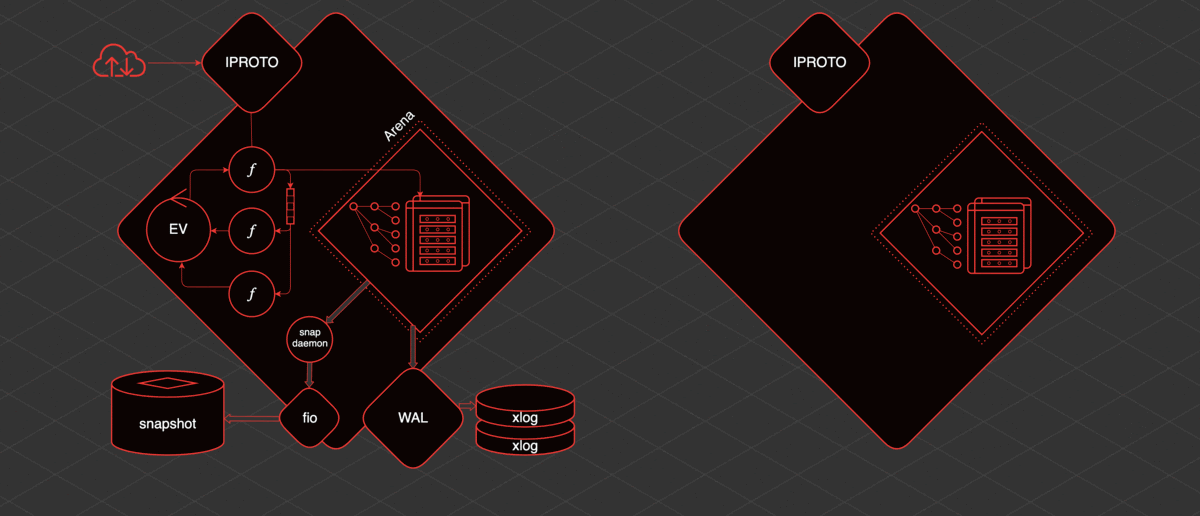 IPROTO
IPROTO
Arena
f
EV
f
f
snap
daemon
snapshot
fio
WAL
xlog
xlog